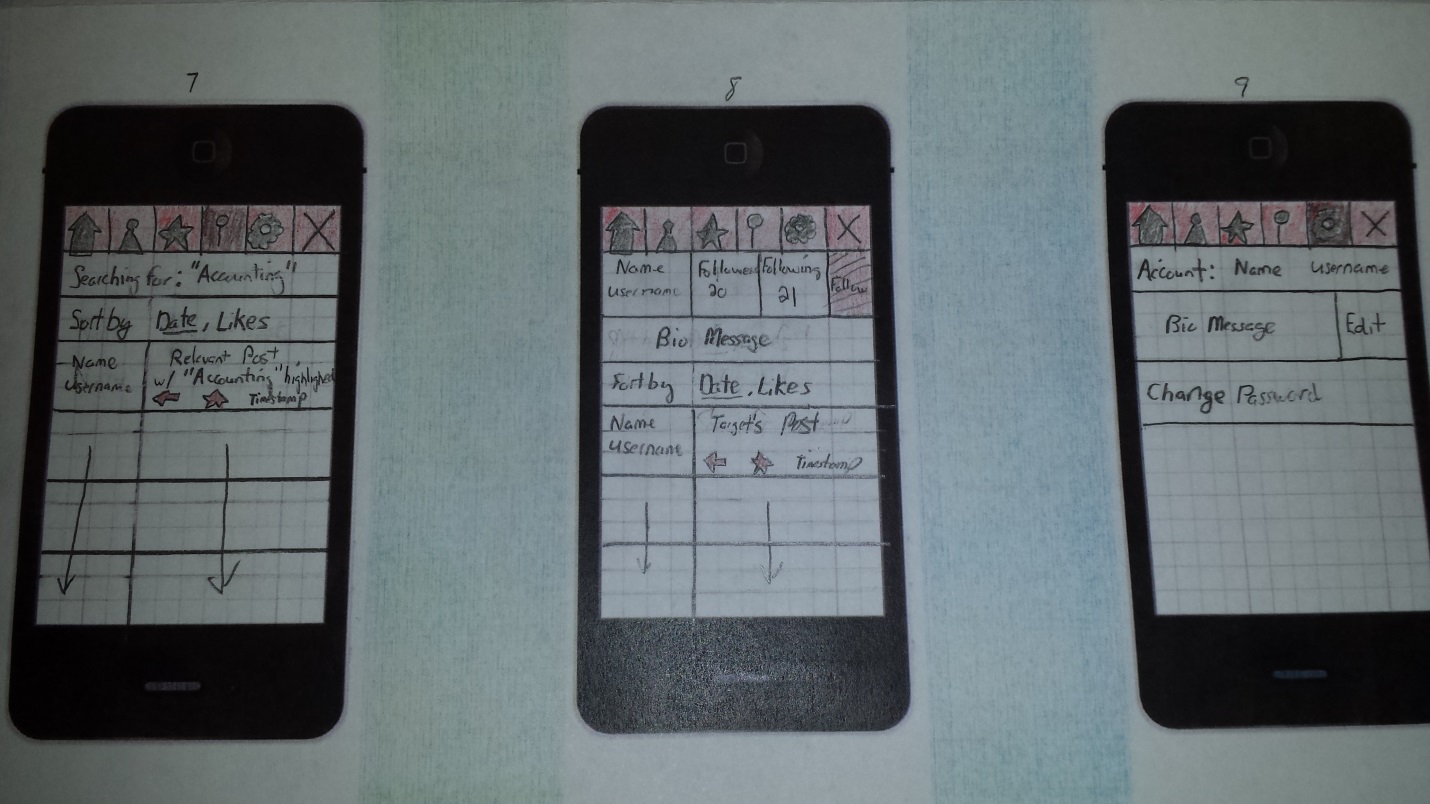 7
Searching for: "Accounting"
Sort by Date, Likes
Name
Username
Relevant Post
w/ "Accounting" highlighted
Timestamp
8
Name
Username
Followers
20
Following
21
Follow
Bio Message
Sort by Date, Likes
Name
Username
Target's Post
Timestamp
9
Account: Name Username
Bio Message
Edit
Change Password